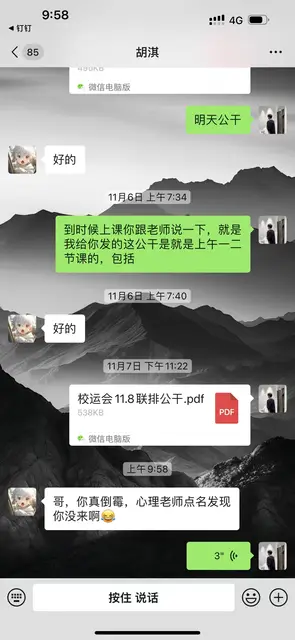 9:58
4G
钉钉
85
胡淇
495KB
微信电脑版
明天公干
好的
11月6日 上午7:34
到时候上课你跟老师说一下，就是
我给你发的这公干是就是上午一二
节课的，包括
11月6日 上午7:40
好的
11月7日 下午11:22
校运会11.8联排公干.pdf
538KB
PDF
微信电脑版
上午9:58
哥，你真倒霉，心理老师点名发现
你没来啊😂
3"
按住 说话